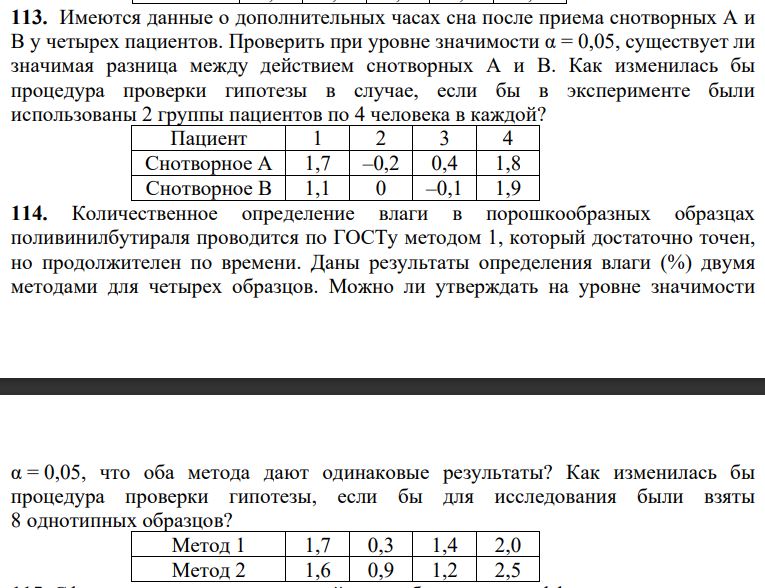 113. Имеются данные о дополнительных часах сна после приема снотворных А и
В у четырех пациентов. Проверить при уровне значимости α = 0,05, существует ли
значимая разница между действием снотворных А и В. Как изменилась бы
процедура проверки гипотезы в случае, если бы в эксперименте были
использованы 2 группы пациентов по 4 человека в каждой?
Пациент 1 2 3 4
Снотворное А 1,7 –0,2 0,4 1,8
Снотворное В 1,1 0 –0,1 1,9
114. Количественное определение влаги в порошкообразных образцах
поливинилбутираля проводится по ГОСТу методом 1, который достаточно точен,
но продолжителен по времени. Даны результаты определения влаги (%) двумя
методами для четырех образцов. Можно ли утверждать на уровне значимости
α = 0,05, что оба метода дают одинаковые результаты? Как изменилась бы
процедура проверки гипотезы, если бы для исследования были взяты
8 однотипных образцов?
Метод 1 1,7 0,3 1,4 2,0
Метод 2 1,6 0,9 1,2 2,5